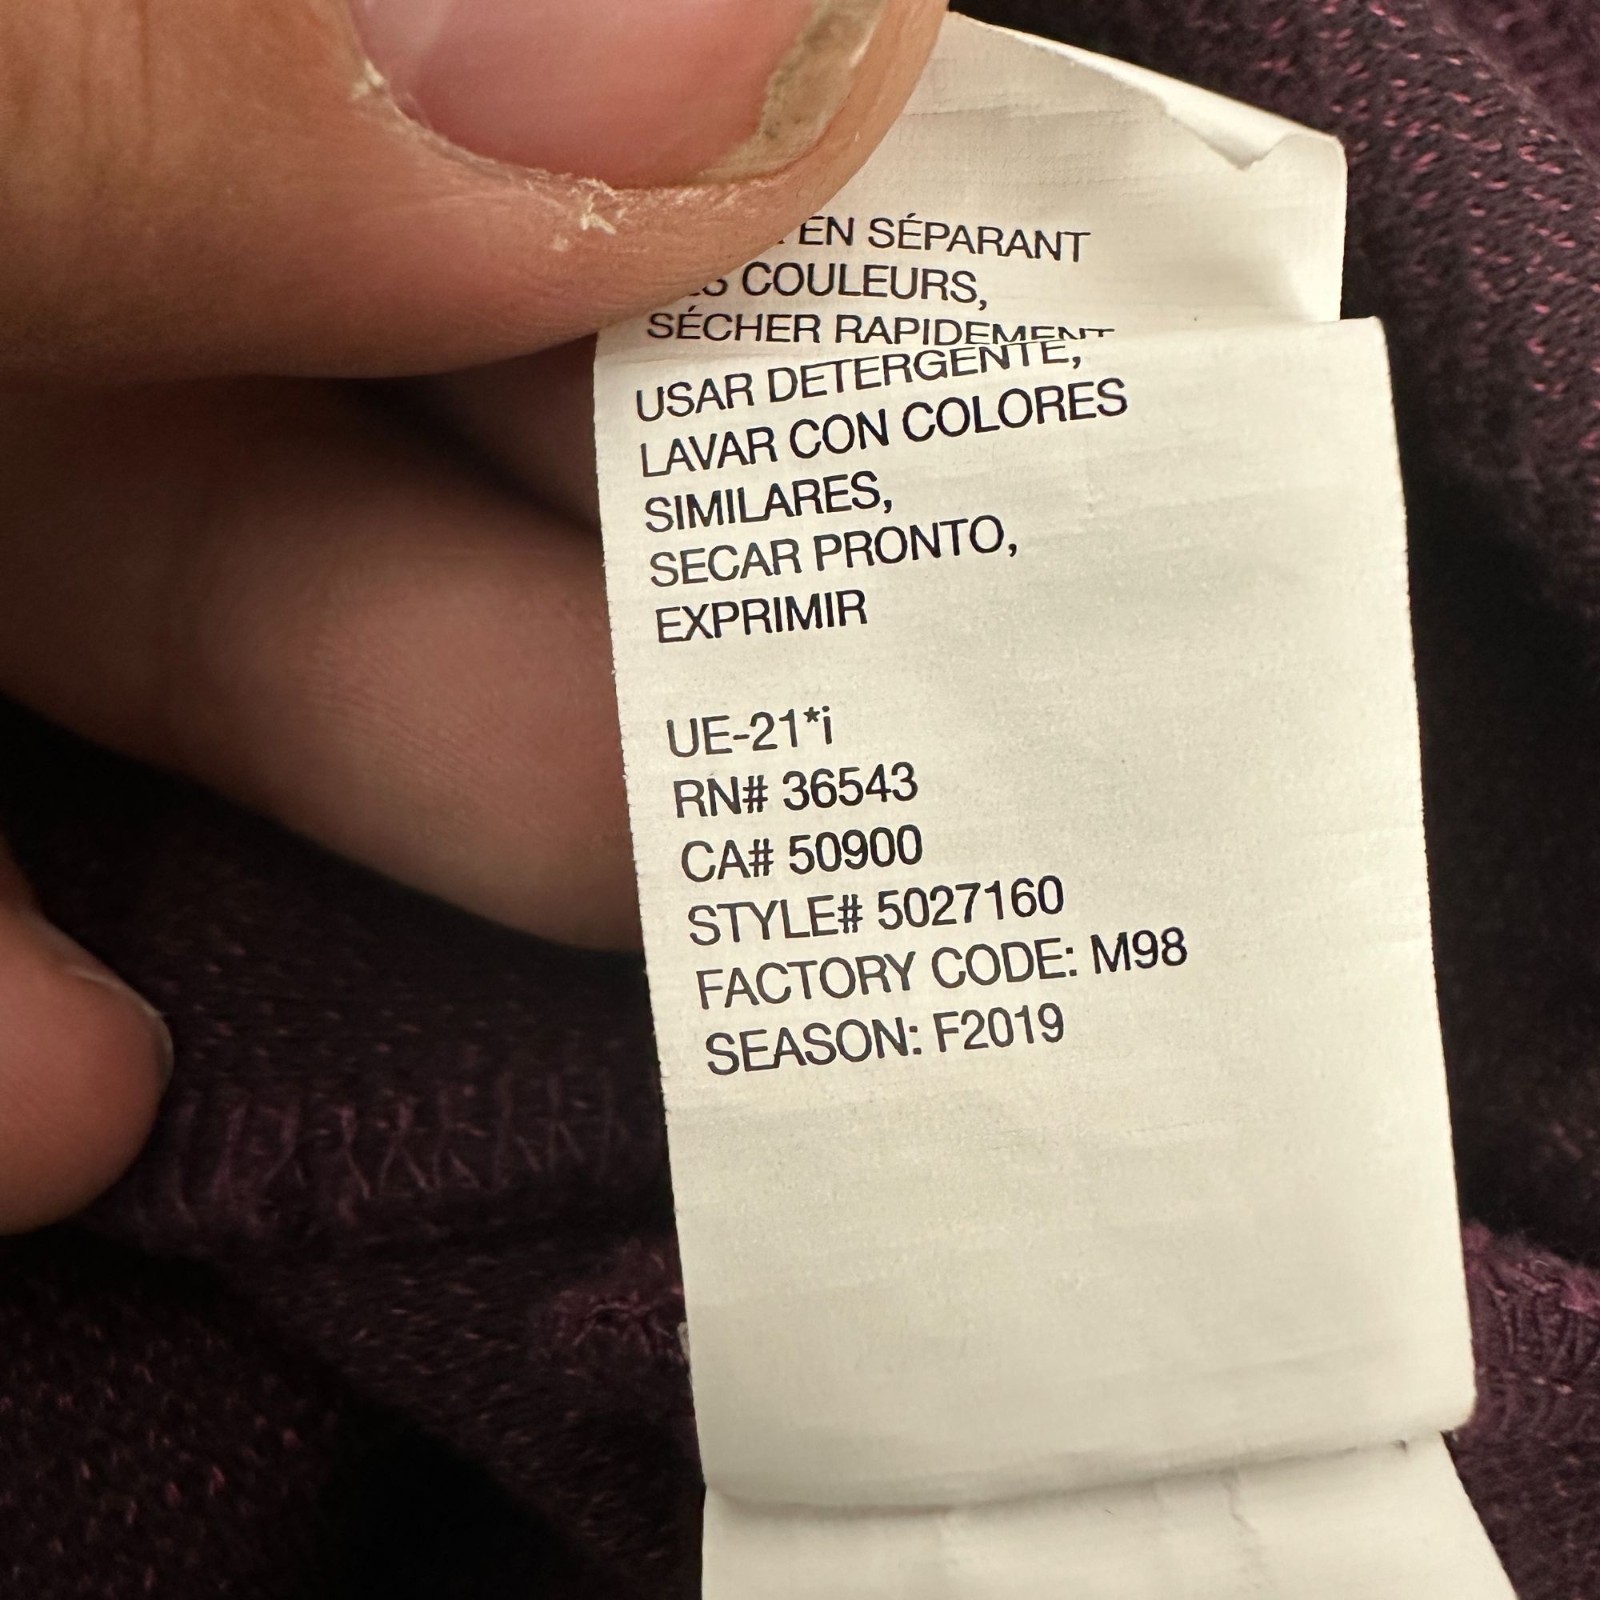 EN SÉPARANT
COULEURS,
SÉCHER RAPIDEMENT
USAR DETERGENTE,
LAVAR CON COLORES
SIMILARES,
SECAR PRONTO,
EXPRIMIR
UE-21*i
RN# 36543
CA# 50900
STYLE# 5027160
FACTORY CODE: M98
SEASON: F2019